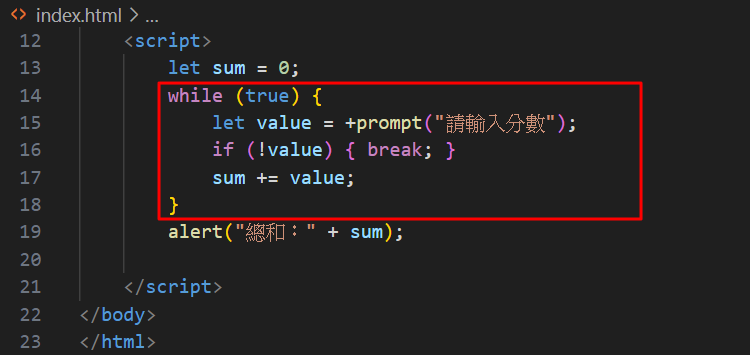 index.html > ...
12 <script>
13 let sum = 0;
14 while (true) {
15 let value = +prompt("請輸入分數");
16 if (!value) { break; }
17 sum += value;
18 }
19 alert("總和：" + sum);
20
21 </script>
22 </body>
23 </html>